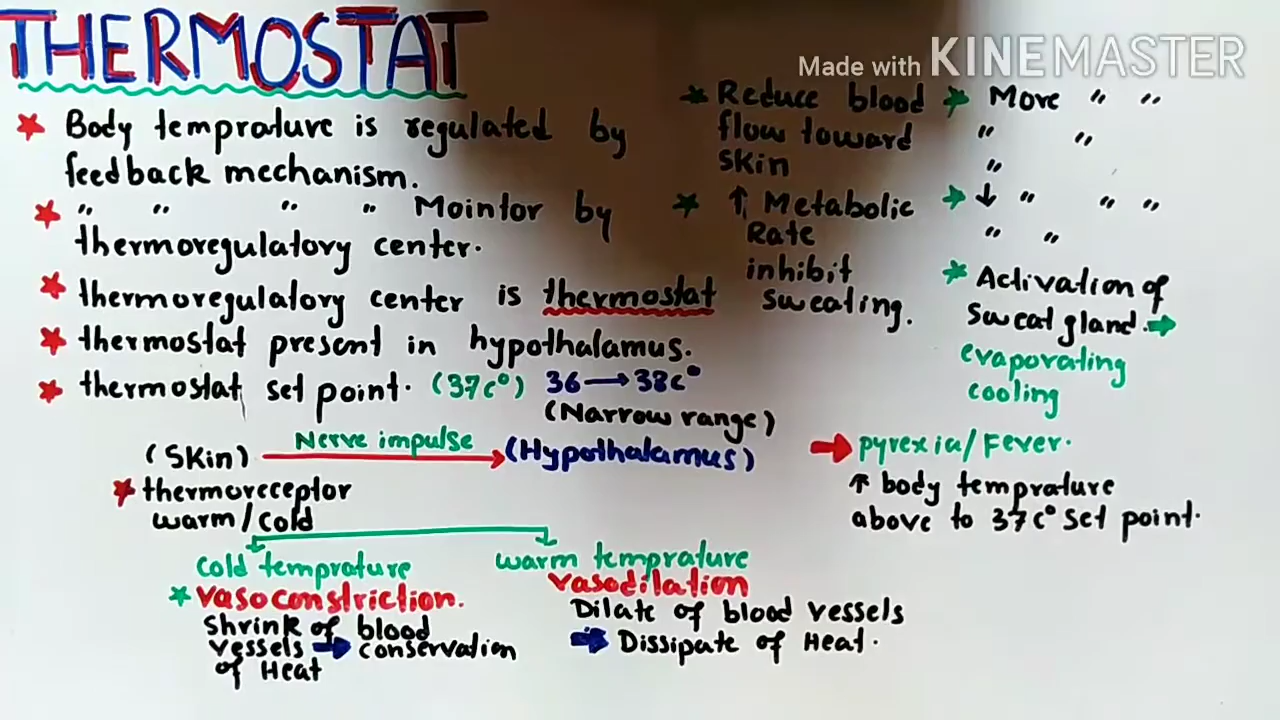 THERMOSTAT
Made with KINEMASTER
★ Body temprature is regulated by
feedback mechanism.
★ " " " " Mointor by
thermoregulatory center.
★ thermoregulatory center is thermostat
★ thermostat present in hypothalamus.
★ thermostat set point. (37c°) 36 → 38c°
(Narrow range)
(Skin) Nerve impulse → (Hypothalamus)
★ thermoreceptor
warm/cold
cold temprature
★ vasoconstriction.
Shrink of blood
vessels → conservation
of Heat
warm temprature
vasodilation
Dilate of blood vessels
→ Dissipate of Heat.
★ Reduce blood
flow toward
skin
★ ↑ Metabolic
Rate
inhibit
sweating.
★ More " "
" "
"
★ ↓ " " "
" "
★ Activation of
sweat gland. →
evaporating
cooling
→ pyrexia/Fever.
↑ body temprature
above to 37c° set point.